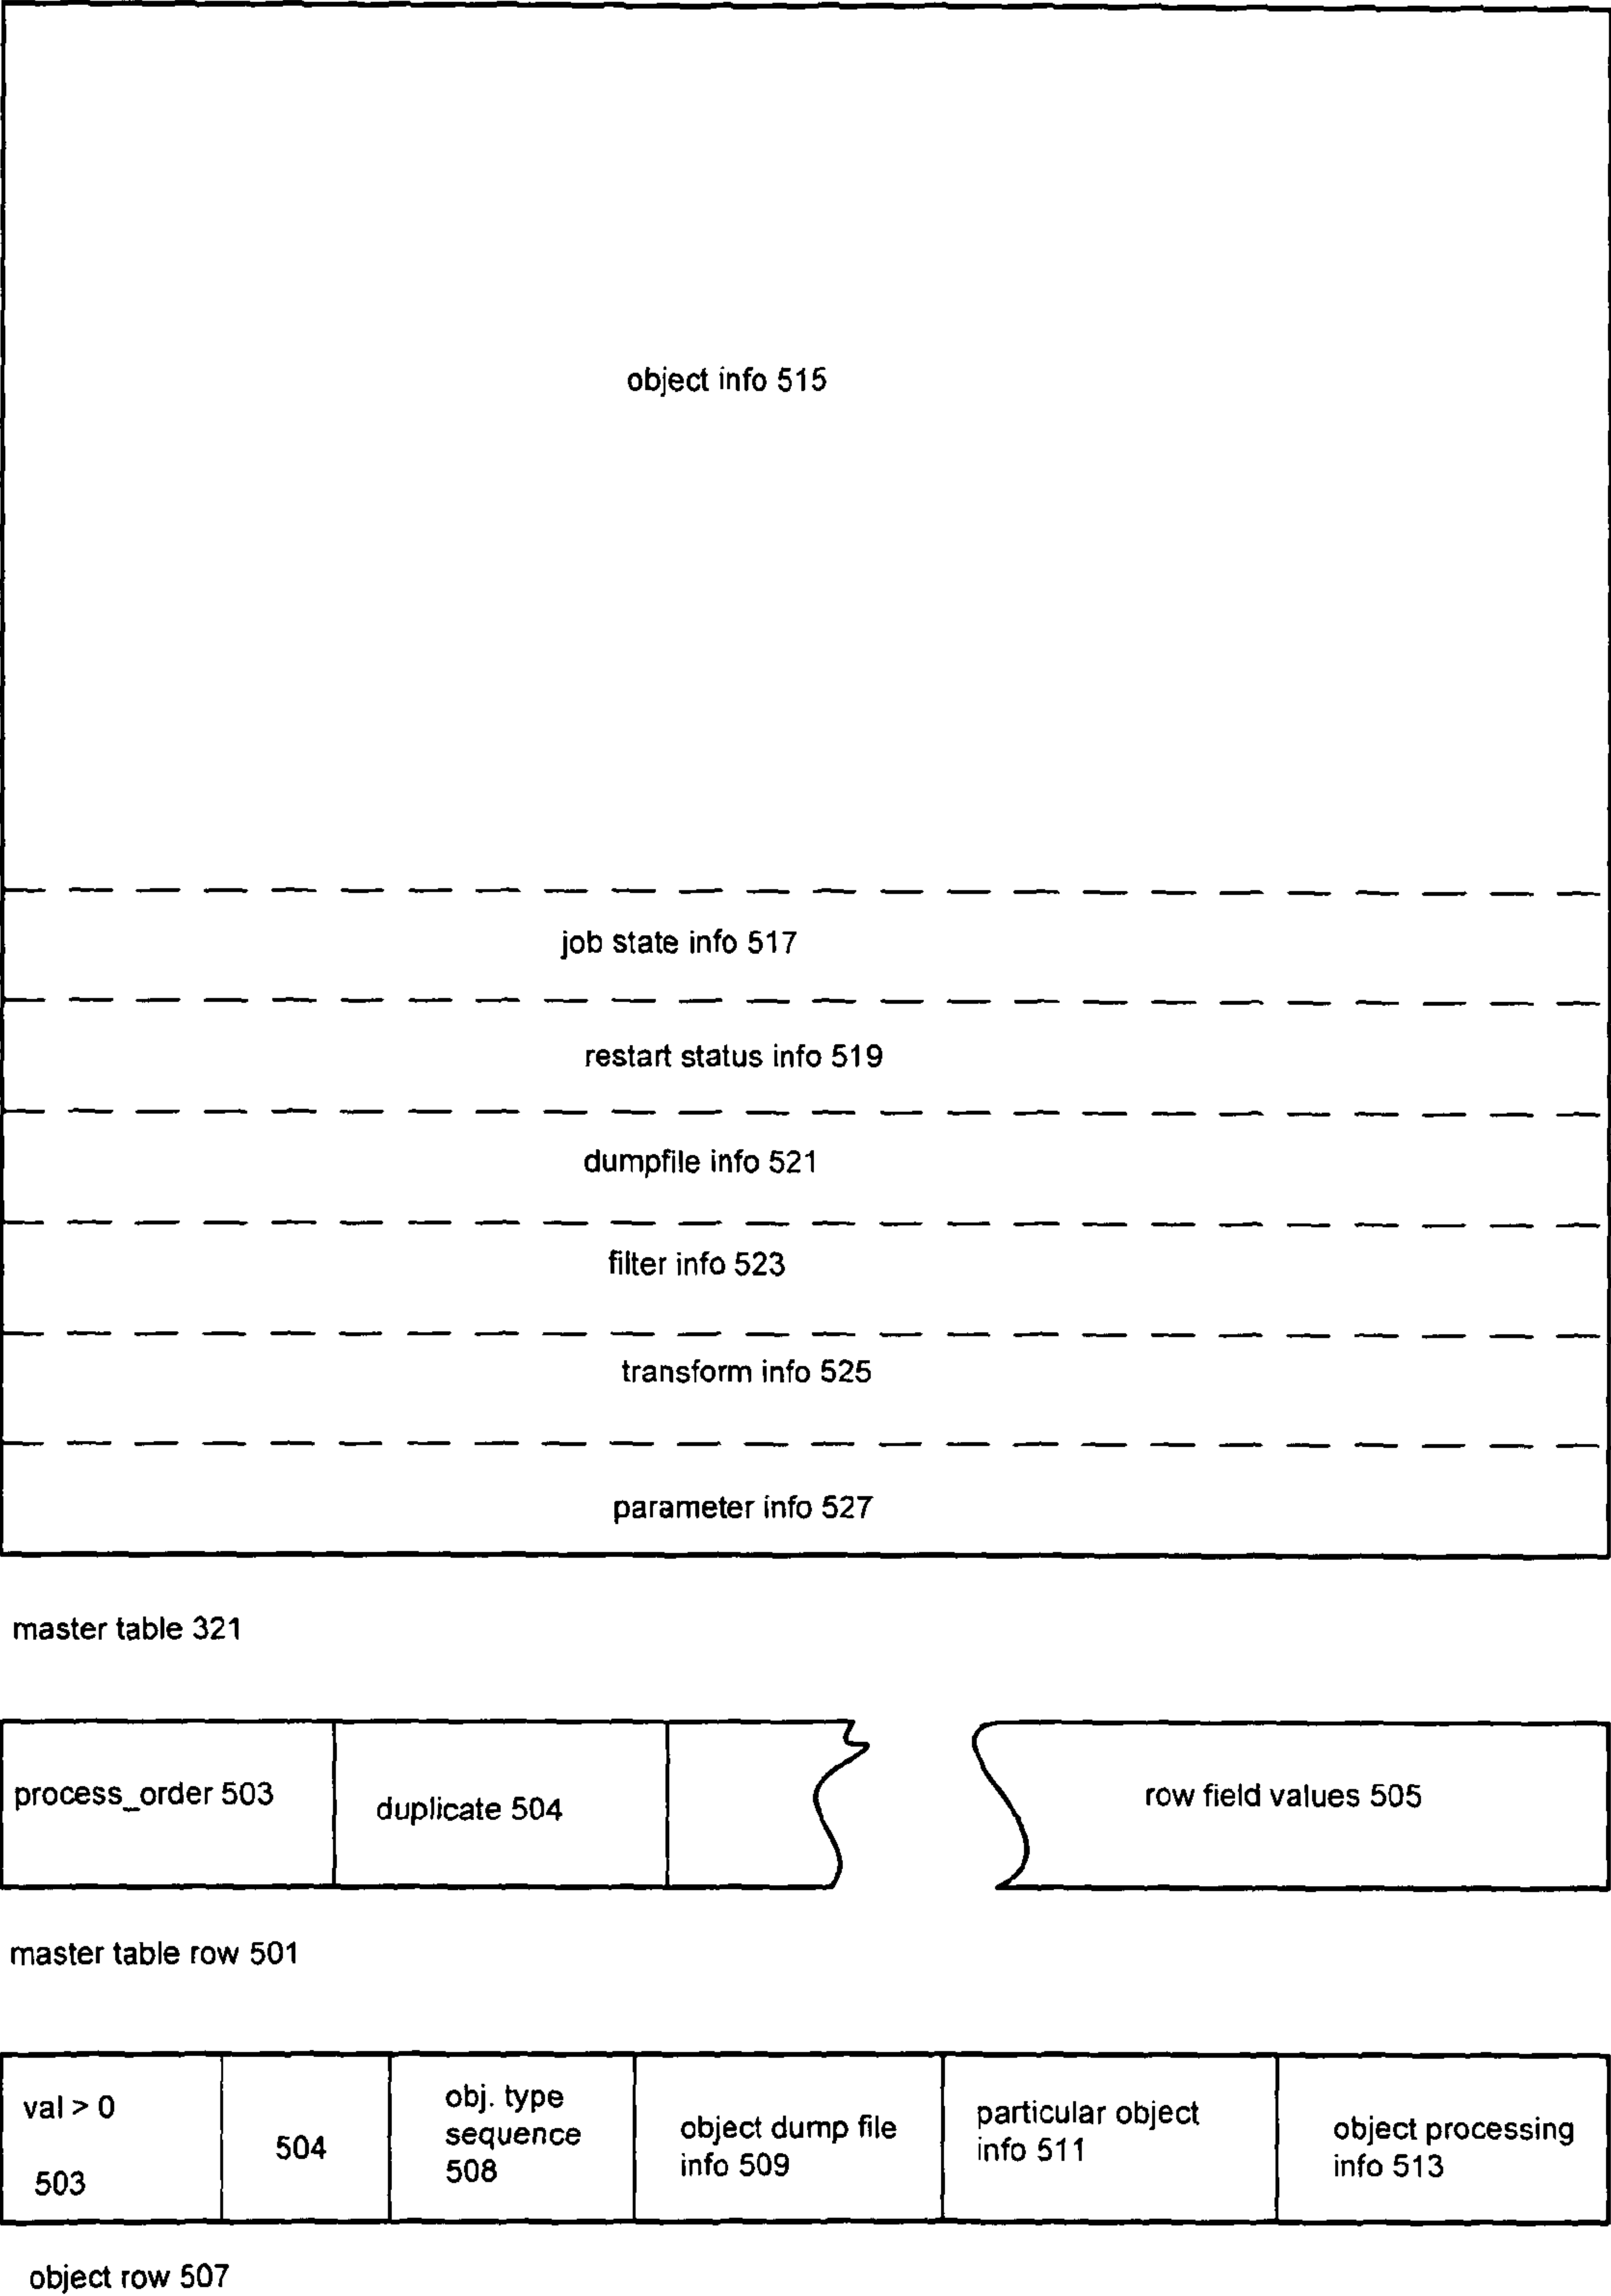 object info 515
job state info 517
restart status info 519
dumpfile info 521
filter info 523
transform info 525
parameter info 527
master table 321
process_order 503
duplicate 504
row field values 505
master table row 501
val > 0
503
504
obj. type
sequence
508
object dump file
info 509
particular object
info 511
object processing
info 513
object row 507